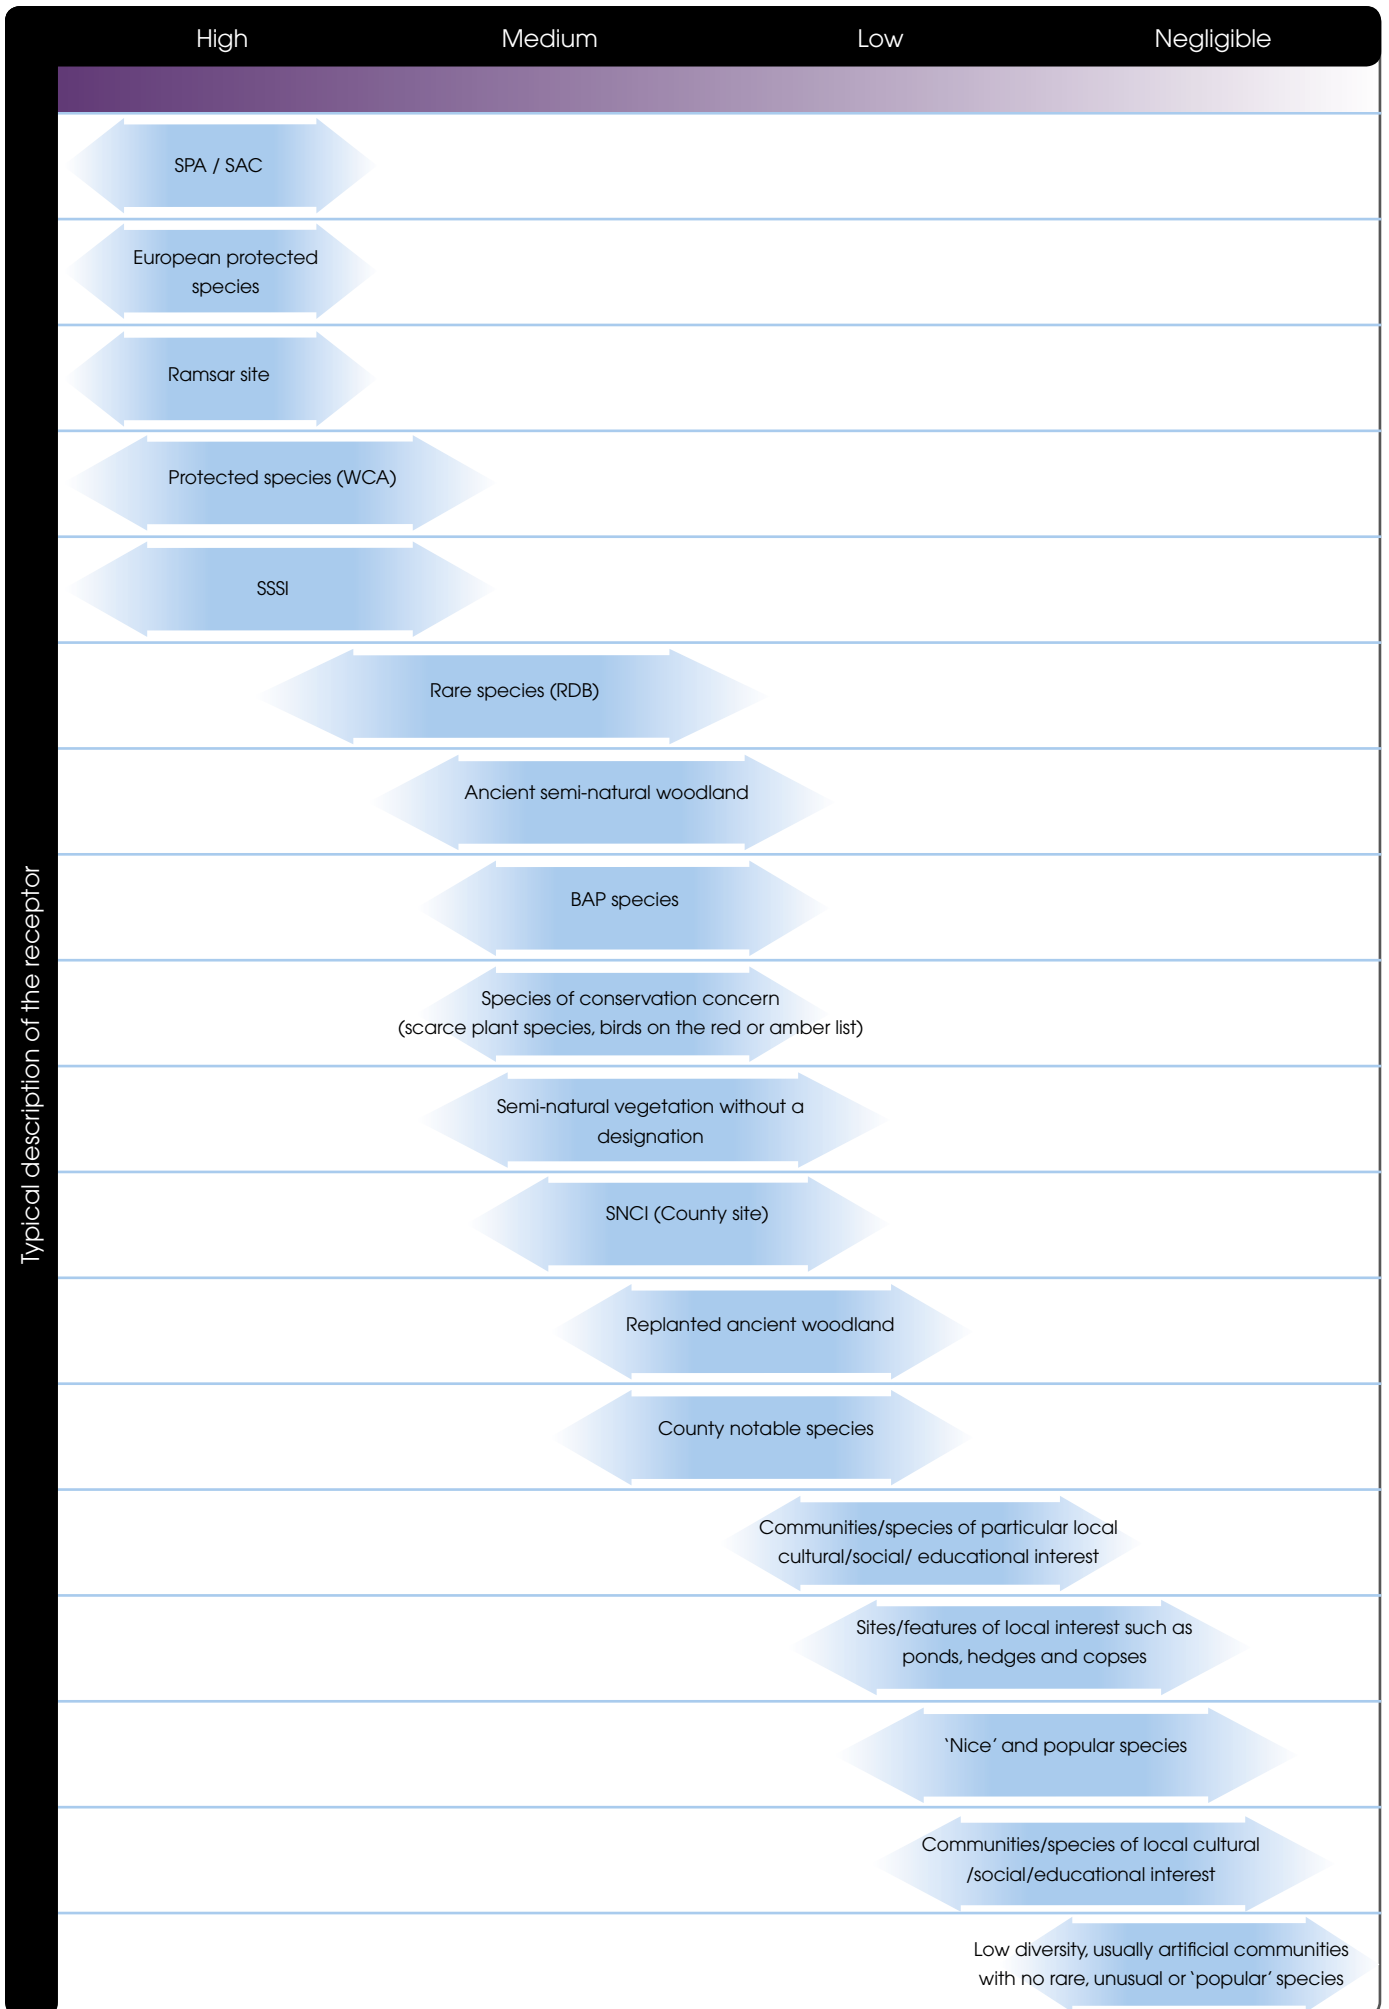 High Medium Low Negligible
SPA / SAC
European protected
species
Ramsar site
Protected species (WCA)
SSSI
Rare species (RDB)
Ancient semi-natural woodland
BAP species
Species of conservation concern
(scarce plant species, birds on the red or amber list)
Semi-natural vegetation without a
designation
SNCI (County site)
Replanted ancient woodland
County notable species
Communities/species of particular local
cultural/social/ educational interest
Sites/features of local interest such as
ponds, hedges and copses
‘Nice’ and popular species
Communities/species of local cultural
/social/educational interest
Low diversity, usually artificial communities
with no rare, unusual or ‘popular’ species
Typical description of the receptor